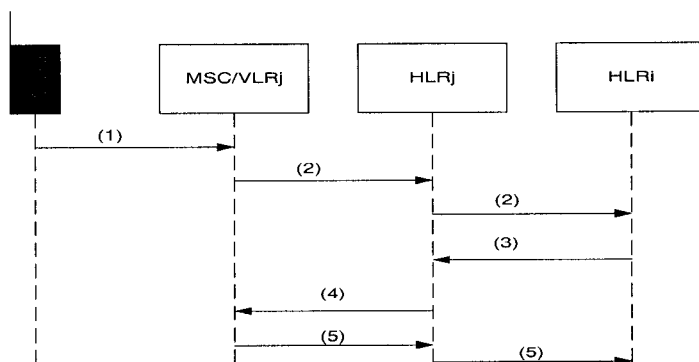 MSC/VLRj
HLRj
HLRi
(1)
(2)
(2)
(3)
(4)
(5)
(5)